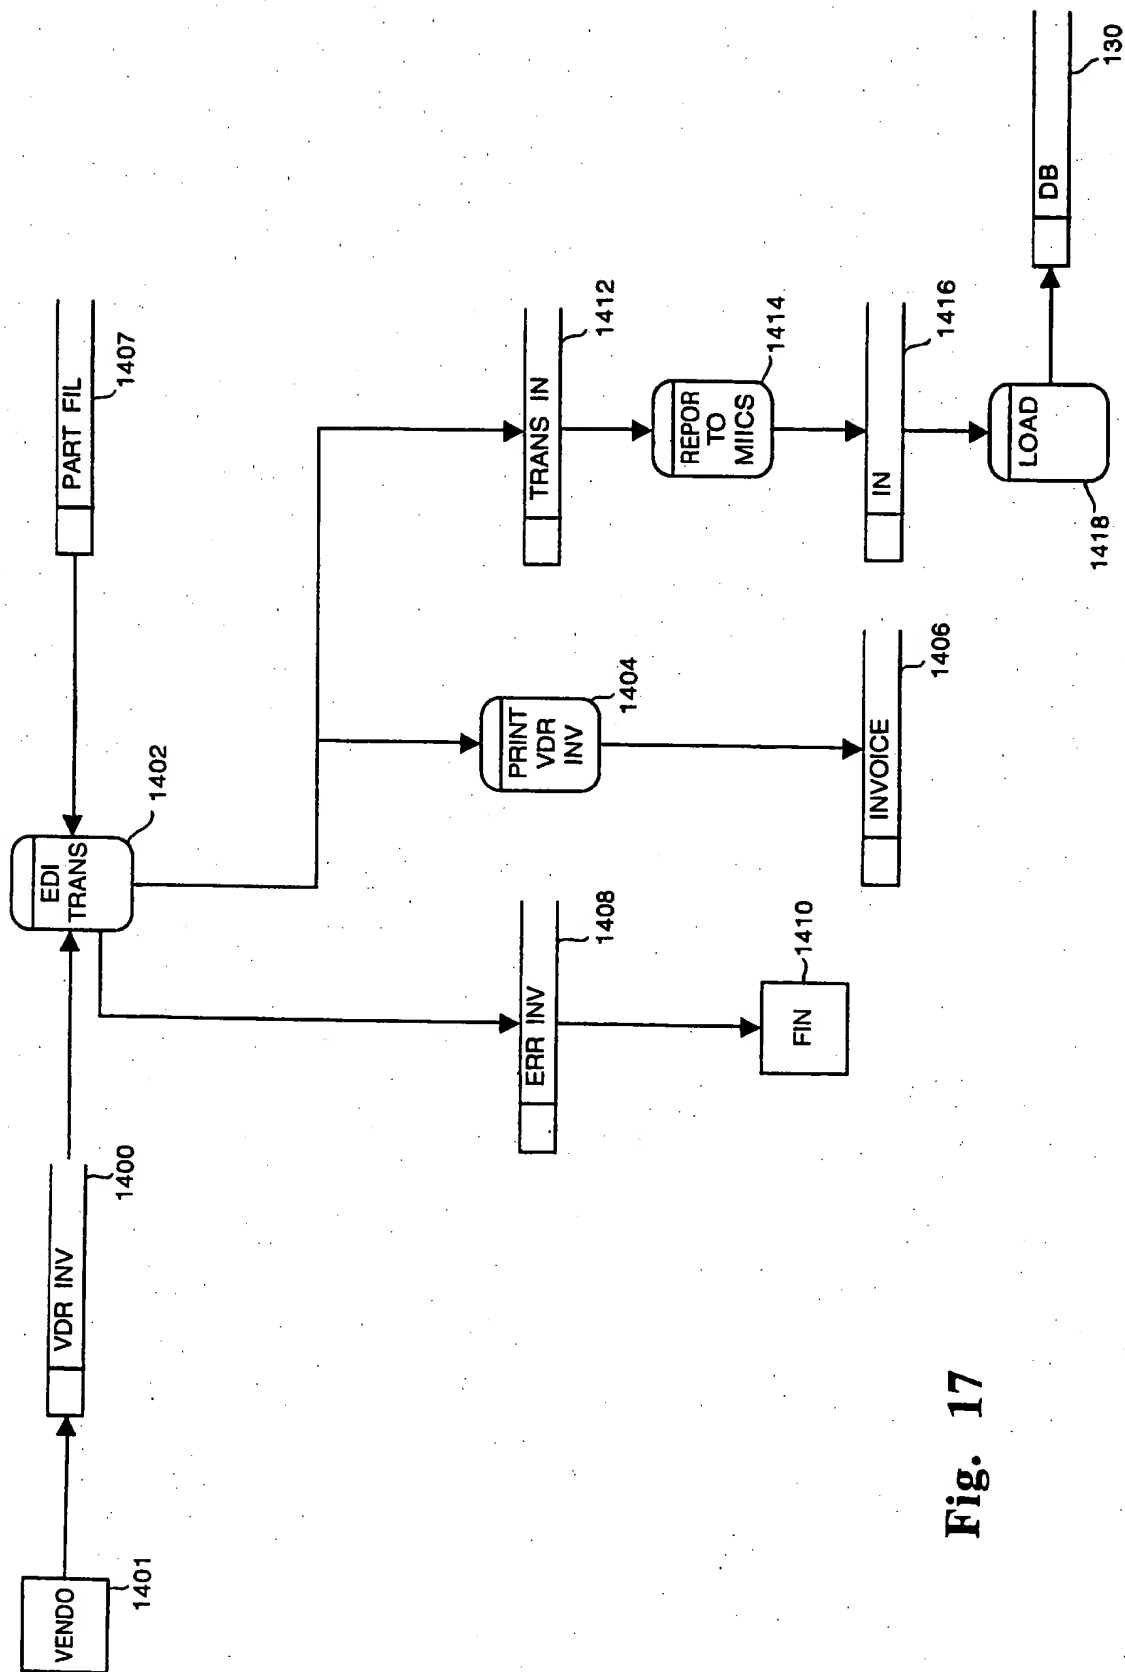 VENDO
1401
VDR INV
1400
EDI
TRANS
1402
PART FIL
1407
ERR INV
1408
FIN
1410
PRINT
VDR
INV
1404
INVOICE
1406
TRANS IN
1412
REPOR
TO
MIICS
1414
IN
1416
LOAD
1418
DB
130
Fig. 17